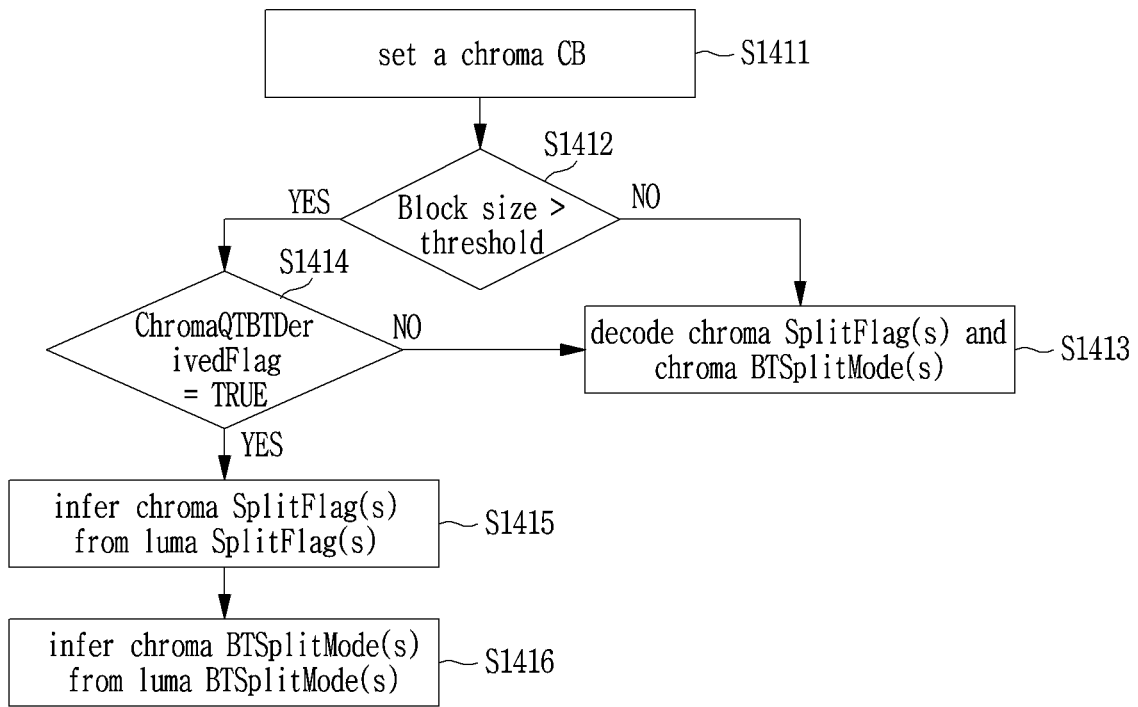 set a chroma CB
S1411
S1412
YES
Block size >
threshold
NO
S1414
ChromaQTBTDer
ivedFlag
= TRUE
NO
decode chroma SplitFlag(s) and
chroma BTSplitMode(s)
S1413
YES
infer chroma SplitFlag(s)
from luma SplitFlag(s)
S1415
infer chroma BTSplitMode(s)
from luma BTSplitMode(s)
S1416